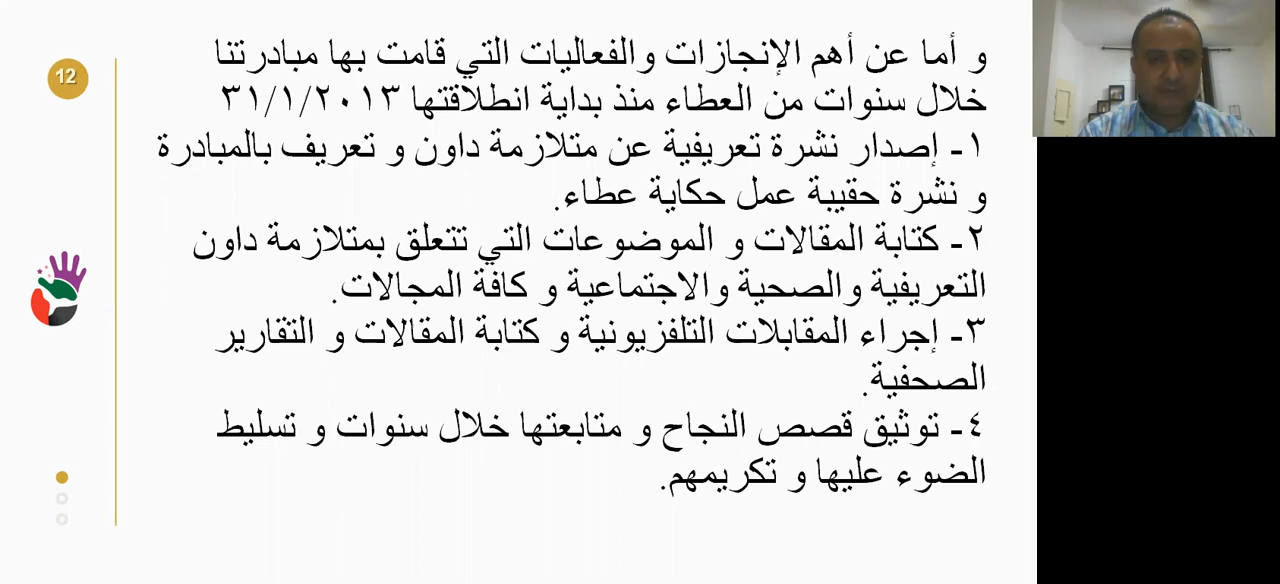 12
و أما عن أهم الإنجازات والفعاليات التي قامت بها مبادرتنا
خلال سنوات من العطاء منذ بداية انطلاقتها ٣١/١/٢٠١٣
١- إصدار نشرة تعريفية عن متلازمة داون و تعريف بالمبادرة
و نشرة حقيبة عمل حكاية عطاء.
٢- كتابة المقالات و الموضوعات التي تتعلق بمتلازمة داون
التعريفية والصحية والاجتماعية و كافة المجالات.
٣- إجراء المقابلات التلفزيونية و كتابة المقالات و التقارير
الصحفية.
٤- توثيق قصص النجاح و متابعتها خلال سنوات و تسليط
الضوء عليها و تكريمهم.